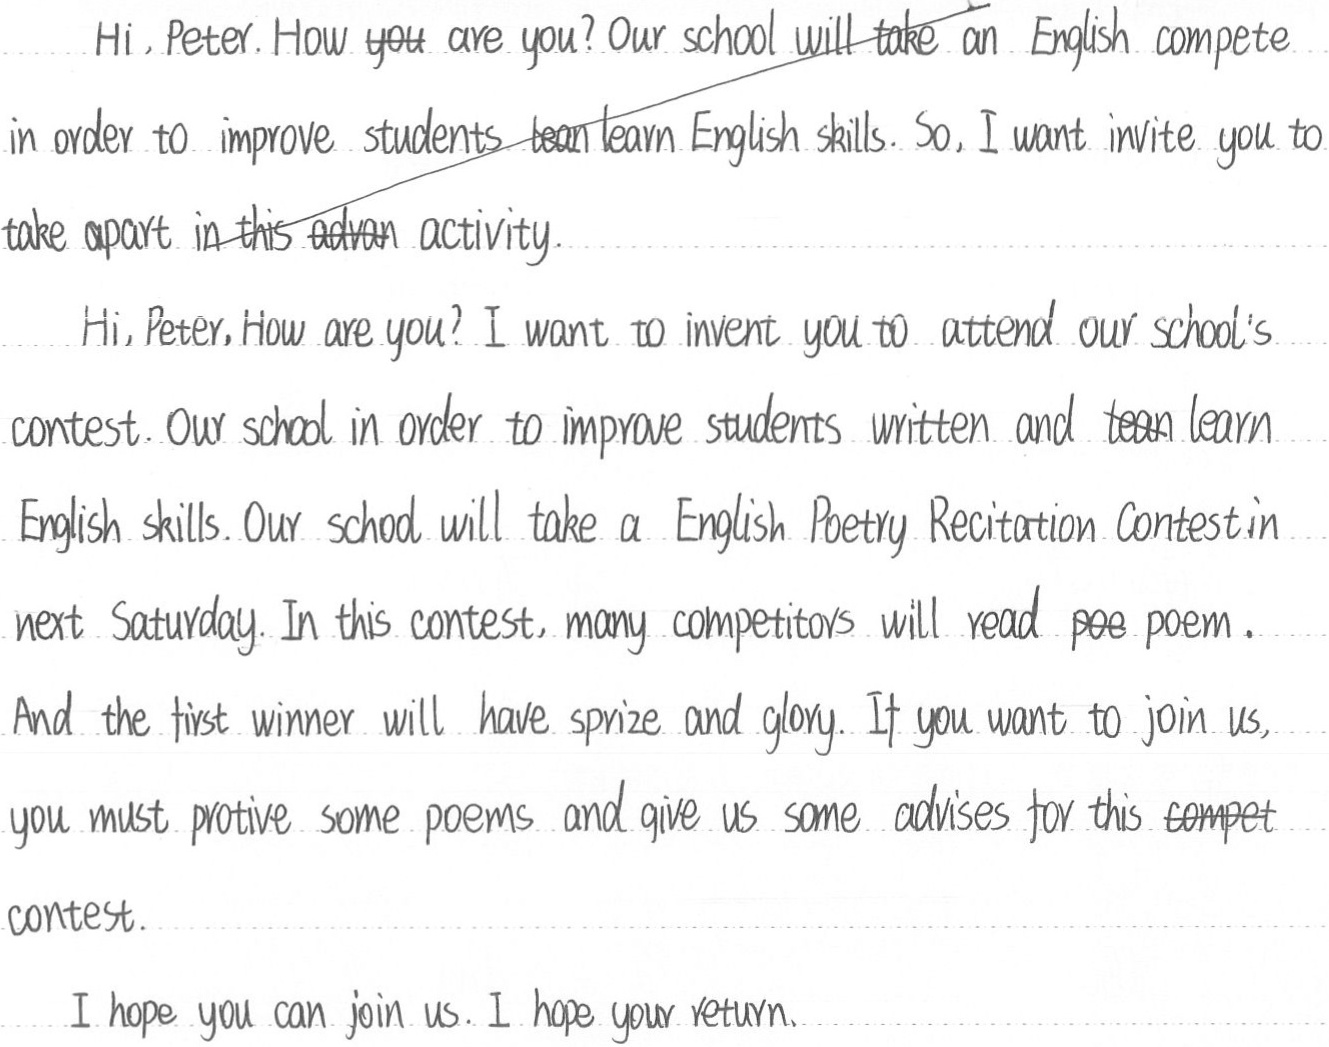 Hi, Peter. How you are you? Our school will take an English compete
in order to improve students tean learn English skills. So, I want invite you to
take apart in this advan activity.
Hi, Peter, How are you? I want to invent you to attend our school's
contest. Our school in order to improve students written and tean learn
English skills. Our school will take a English Poetry Recitation Contest in
next Saturday. In this contest, many competitors will read poe poem.
And the first winner will have sprize and glory. If you want to join us,
you must protive some poems and give us some advises for this compet
contest.
I hope you can join us. I hope your return.